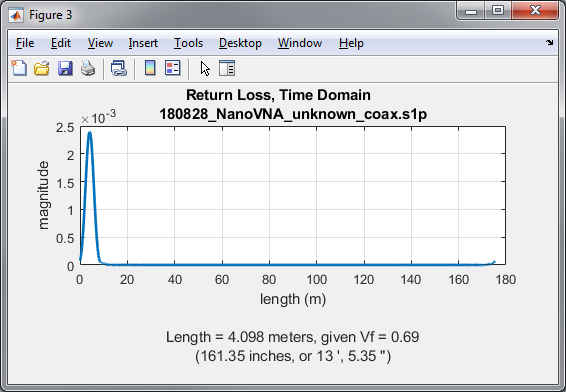 Figure 3
File Edit View Insert Tools Desktop Window Help
Return Loss, Time Domain
180828_NanoVNA_unknown_coax.s1p
×10-3
2.5
2
1.5
1
0.5
0
magnitude
0 20 40 60 80 100 120 140 160 180
length (m)
Length = 4.098 meters, given Vf = 0.69
(161.35 inches, or 13 ', 5.35 ")